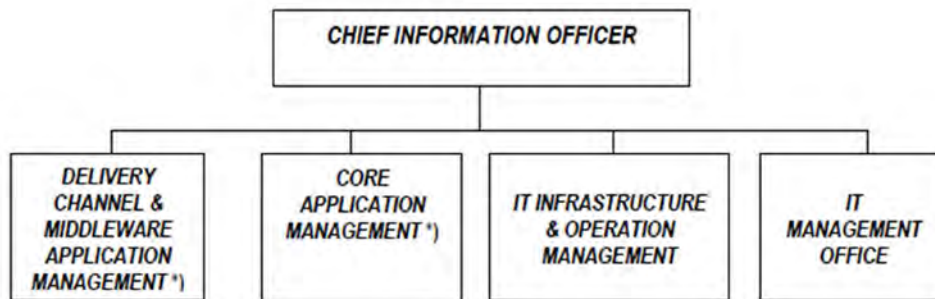 CHIEF INFORMATION OFFICER
DELIVERY
CHANNEL &
MIDDLEWARE
APPLICATION
MANAGEMENT *)
CORE
APPLICATION
MANAGEMENT *)
IT INFRASTRUCTURE
& OPERATION
MANAGEMENT
IT
MANAGEMENT
OFFICE